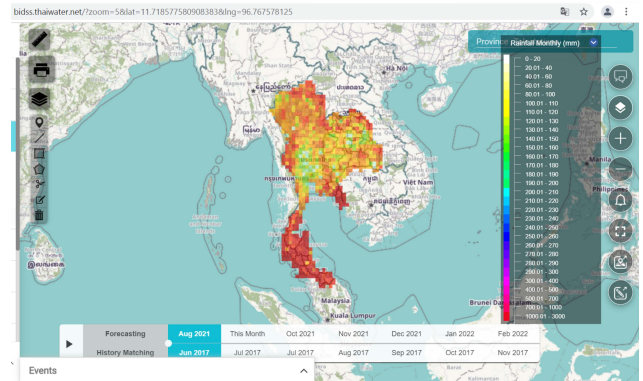 bidss.thaiwater.net/?zoom=5&lat=11.718577580908383&lng=96.767578125
Province
Rainfall Monthly (mm)
0 - 20
20.01 - 40
40.01 - 60
60.01 - 80
80.01 - 100
100.01 - 110
110.01 - 120
120.01 - 130
130.01 - 140
140.01 - 150
150.01 - 160
160.01 - 170
170.01 - 180
180.01 - 190
190.01 - 200
200.01 - 210
210.01 - 220
220.01 - 230
230.01 - 240
240.01 - 250
250.01 - 260
260.01 - 270
270.01 - 280
280.01 - 290
290.01 - 300
300.01 - 400
400.01 - 500
500.01 - 700
700.01 - 1000
1000.01 - 3000
Hà Nội
Việt Nam
Manila
Philippines
Malaysia
Kuala Lumpur
Brunei Darussalam
Kalimantan
Barat
Forecasting Aug 2021 This Month Oct 2021 Nov 2021 Dec 2021 Jan 2022 Feb 2022
History Matching Jun 2017 Jul 2017 Jul 2017 Aug 2017 Sep 2017 Oct 2017 Nov 2017
Events